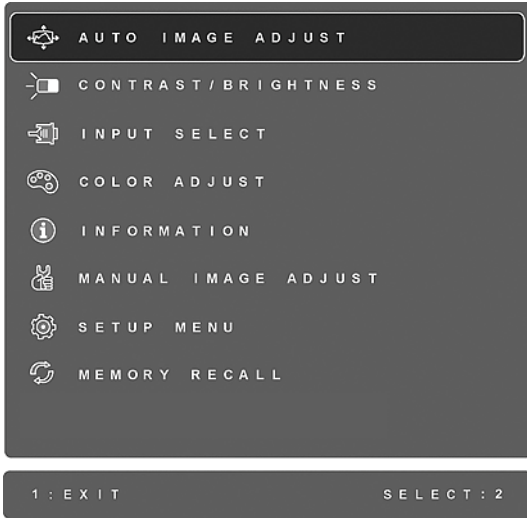 AUTO IMAGE ADJUST
CONTRAST/BRIGHTNESS
INPUT SELECT
COLOR ADJUST
INFORMATION
MANUAL IMAGE ADJUST
SETUP MENU
MEMORY RECALL
1:EXIT SELECT:2